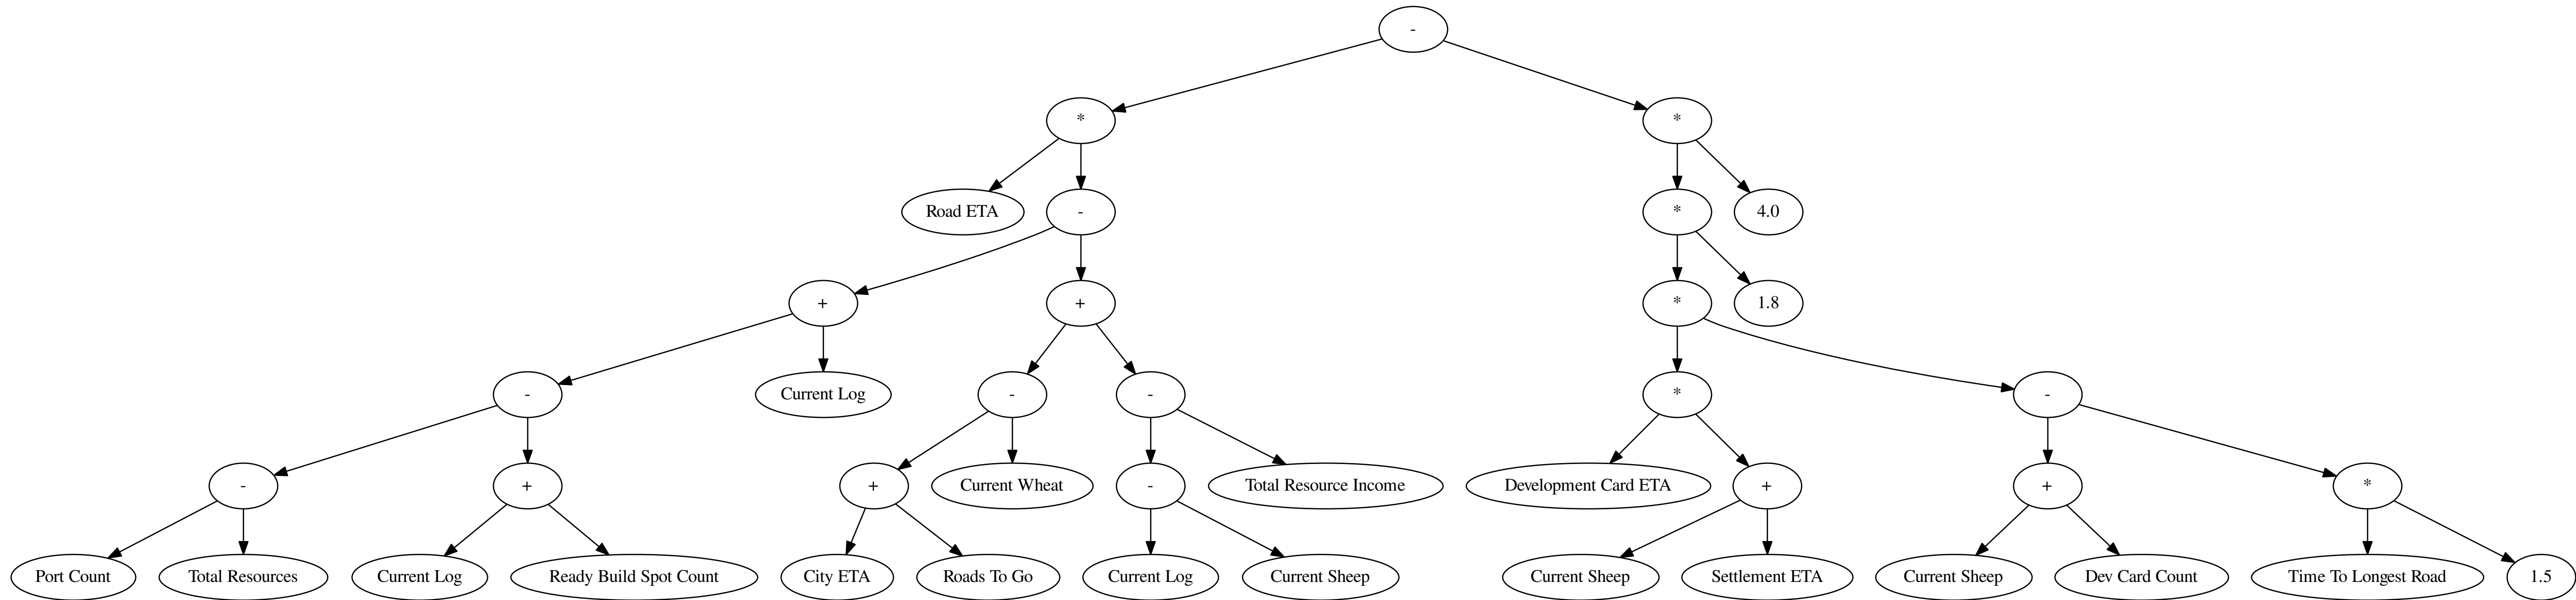 -
*
*
Road ETA
-
*
4.0
+
+
*
1.8
-
Current Log
-
-
*
-
-
+
+
Current Wheat
-
Total Resource Income
Development Card ETA
+
+
*
Port Count
Total Resources
Current Log
Ready Build Spot Count
City ETA
Roads To Go
Current Log
Current Sheep
Current Sheep
Settlement ETA
Current Sheep
Dev Card Count
Time To Longest Road
1.5